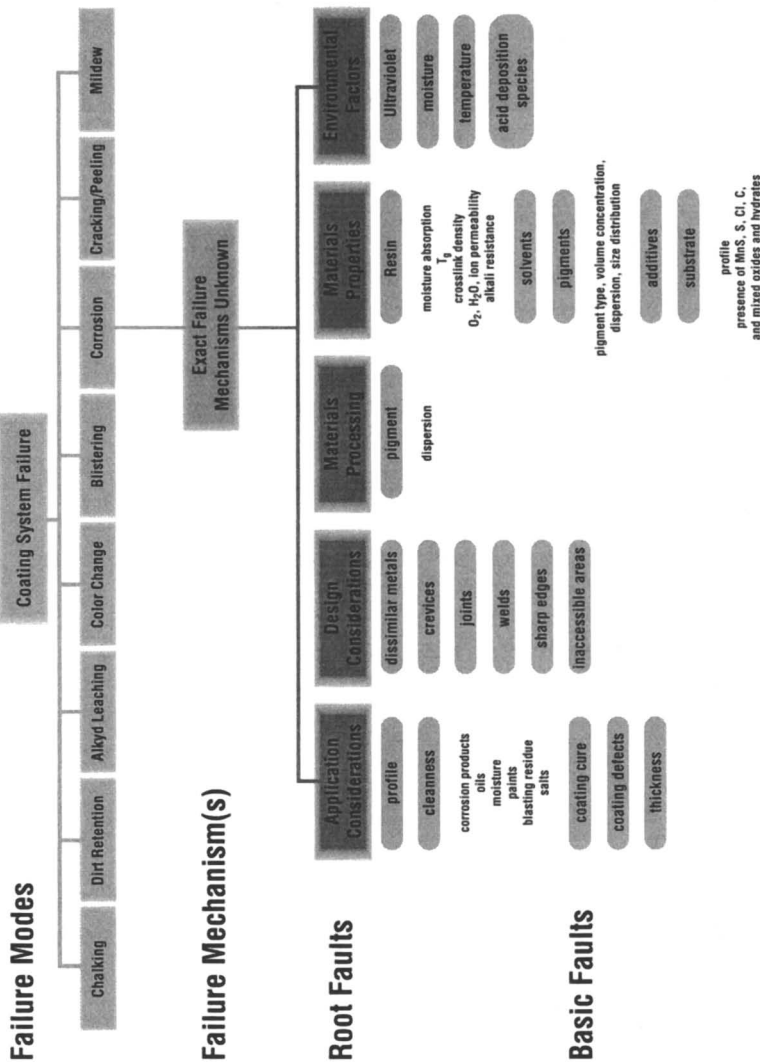 Failure Modes
Coating System Failure
Chalking
Dirt Retention
Alkyd Leaching
Color Change
Blistering
Corrosion
Cracking/Peeling
Mildew
Failure Mechanism(s)
Exact Failure
Mechanisms Unknown
Root Faults
Application
Considerations
profile
cleanness
corrosion products
oils
moisture
paints
blasting residue
salts
coating cure
coating defects
thickness
Design
Considerations
dissimilar metals
crevices
joints
welds
sharp edges
inaccessible areas
Materials
Processing
pigment
dispersion
Materials
Properties
Resin
moisture absorption
Tg
crosslink density
O₂, H₂O, ion permeability
alkali resistance
solvents
pigments
pigment type, volume concentration,
dispersion, size distribution
additives
substrate
profile
presence of MnS, S, Cl, C,
and mixed oxides and hydrates
Environmental
Factors
Ultraviolet
moisture
temperature
acid deposition
species
Basic Faults